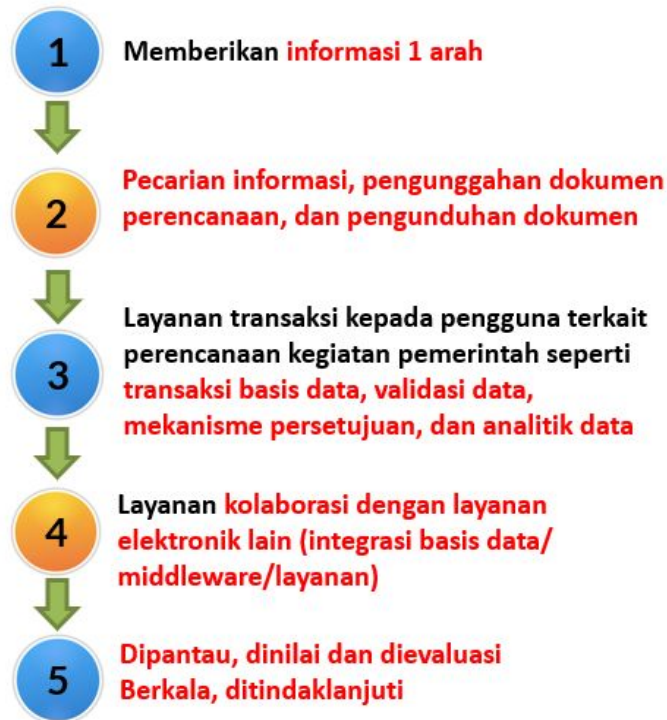 1
Memberikan informasi 1 arah
2
Pecarian informasi, pengunggahan dokumen
perencanaan, dan pengunduhan dokumen
3
Layanan transaksi kepada pengguna terkait
perencanaan kegiatan pemerintah seperti
transaksi basis data, validasi data,
mekanisme persetujuan, dan analitik data
4
Layanan kolaborasi dengan layanan
elektronik lain (integrasi basis data/
middleware/layanan)
5
Dipantau, dinilai dan dievaluasi
Berkala, ditindaklanjuti